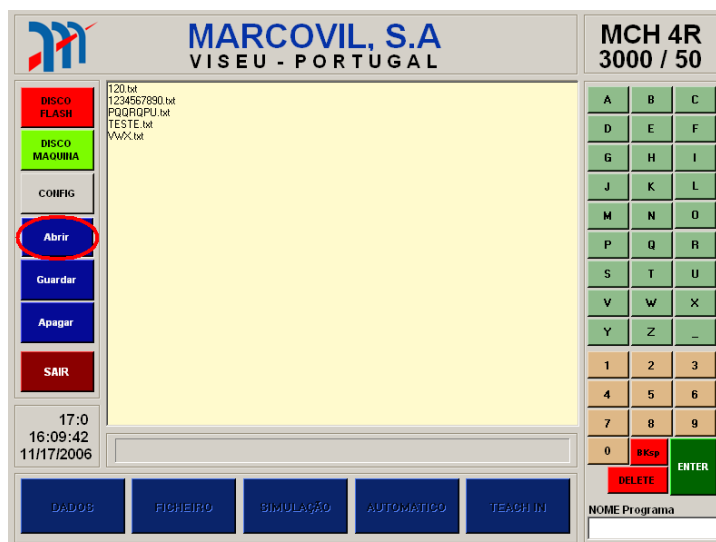 MARCOVIL, S.A
VISEU - PORTUGAL
MCH 4R
3000 / 50
DISCO
FLASH
DISCO
MAQUINA
CONFIG
Abrir
Guardar
Apagar
SAIR
17:0
16:09:42
11/17/2006
120.txt
1234567890.txt
PQQRQPU.txt
TESTE.txt
VWX.txt
A B C
D E F
G H I
J K L
M N O
P Q R
S T U
V W X
Y Z _
1 2 3
4 5 6
7 8 9
0 BKsp ENTER
DELETE
NOME Programa
DADOS FICHEIRO SIMULAÇÃO AUTOMATICO TEACH IN